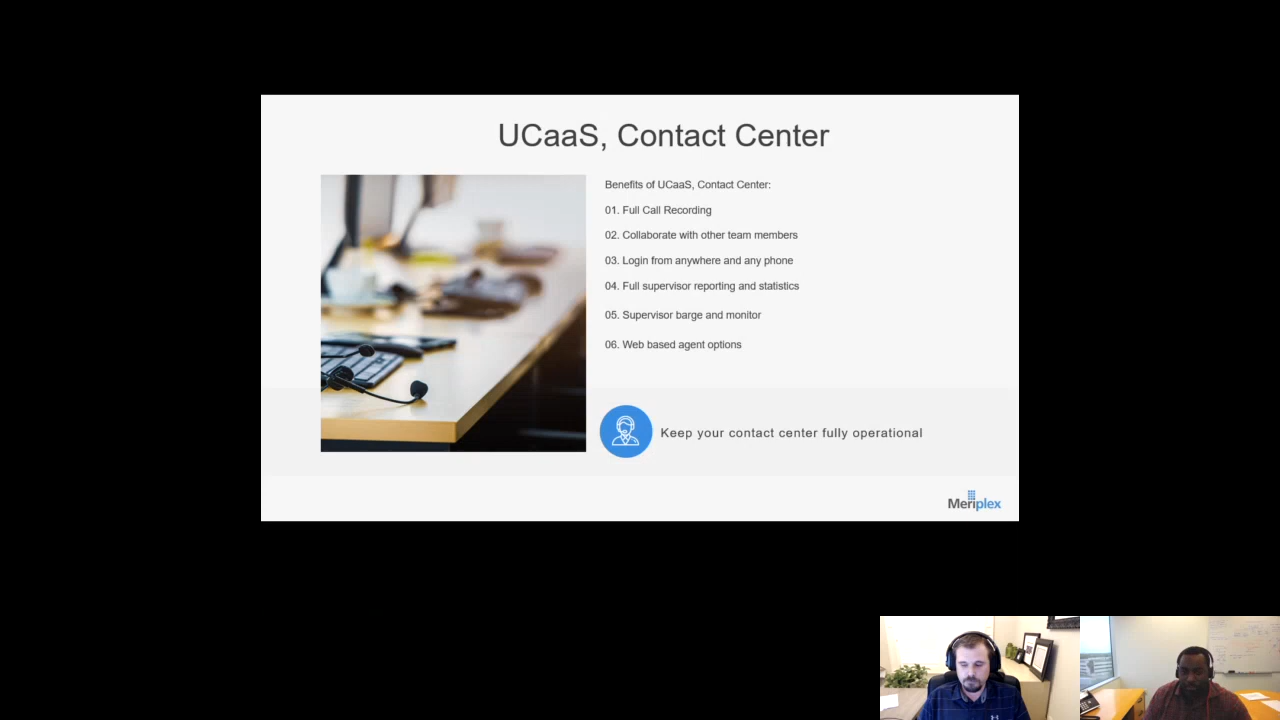 UCaaS, Contact Center
Benefits of UCaaS, Contact Center:
01. Full Call Recording
02. Collaborate with other team members
03. Login from anywhere and any phone
04. Full supervisor reporting and statistics
05. Supervisor barge and monitor
06. Web based agent options
Keep your contact center fully operational
Meriplex